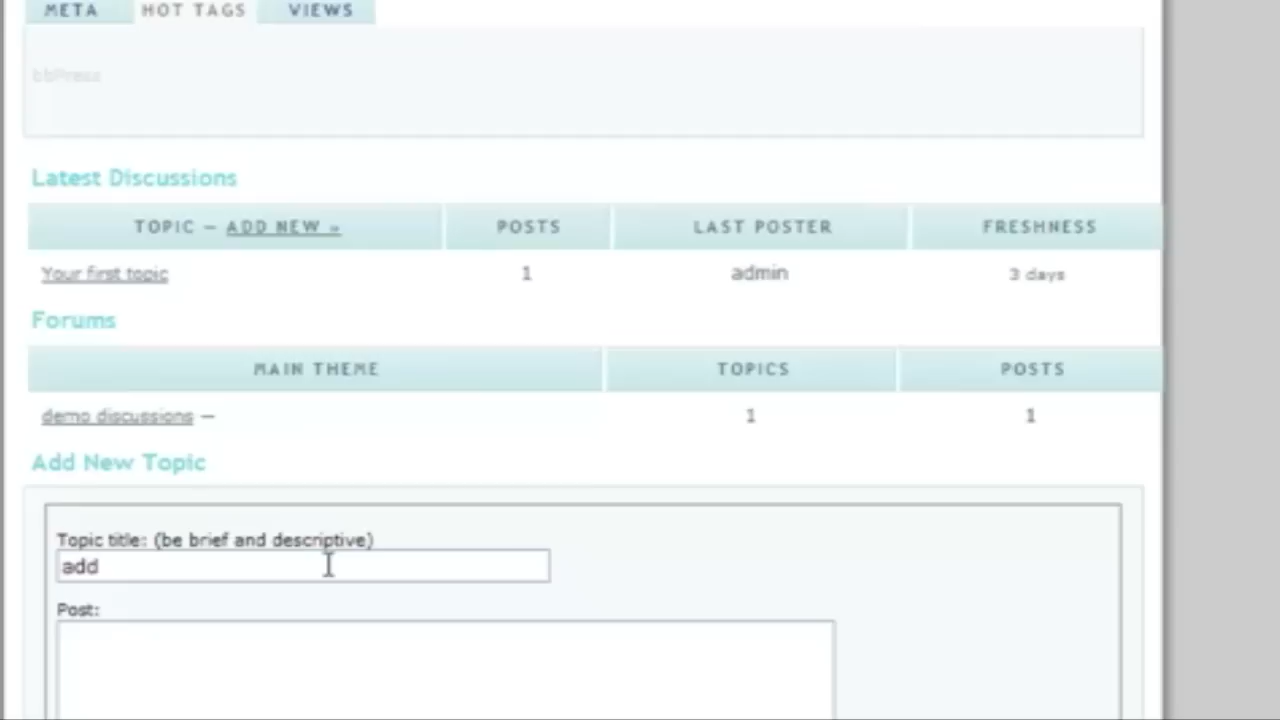 META HOT TAGS VIEWS
bbPress
Latest Discussions
TOPIC — ADD NEW » POSTS LAST POSTER FRESHNESS
Your first topic 1 admin 3 days
Forums
MAIN THEME TOPICS POSTS
demo discussions — 1 1
Add New Topic
Topic title: (be brief and descriptive)
add
Post: